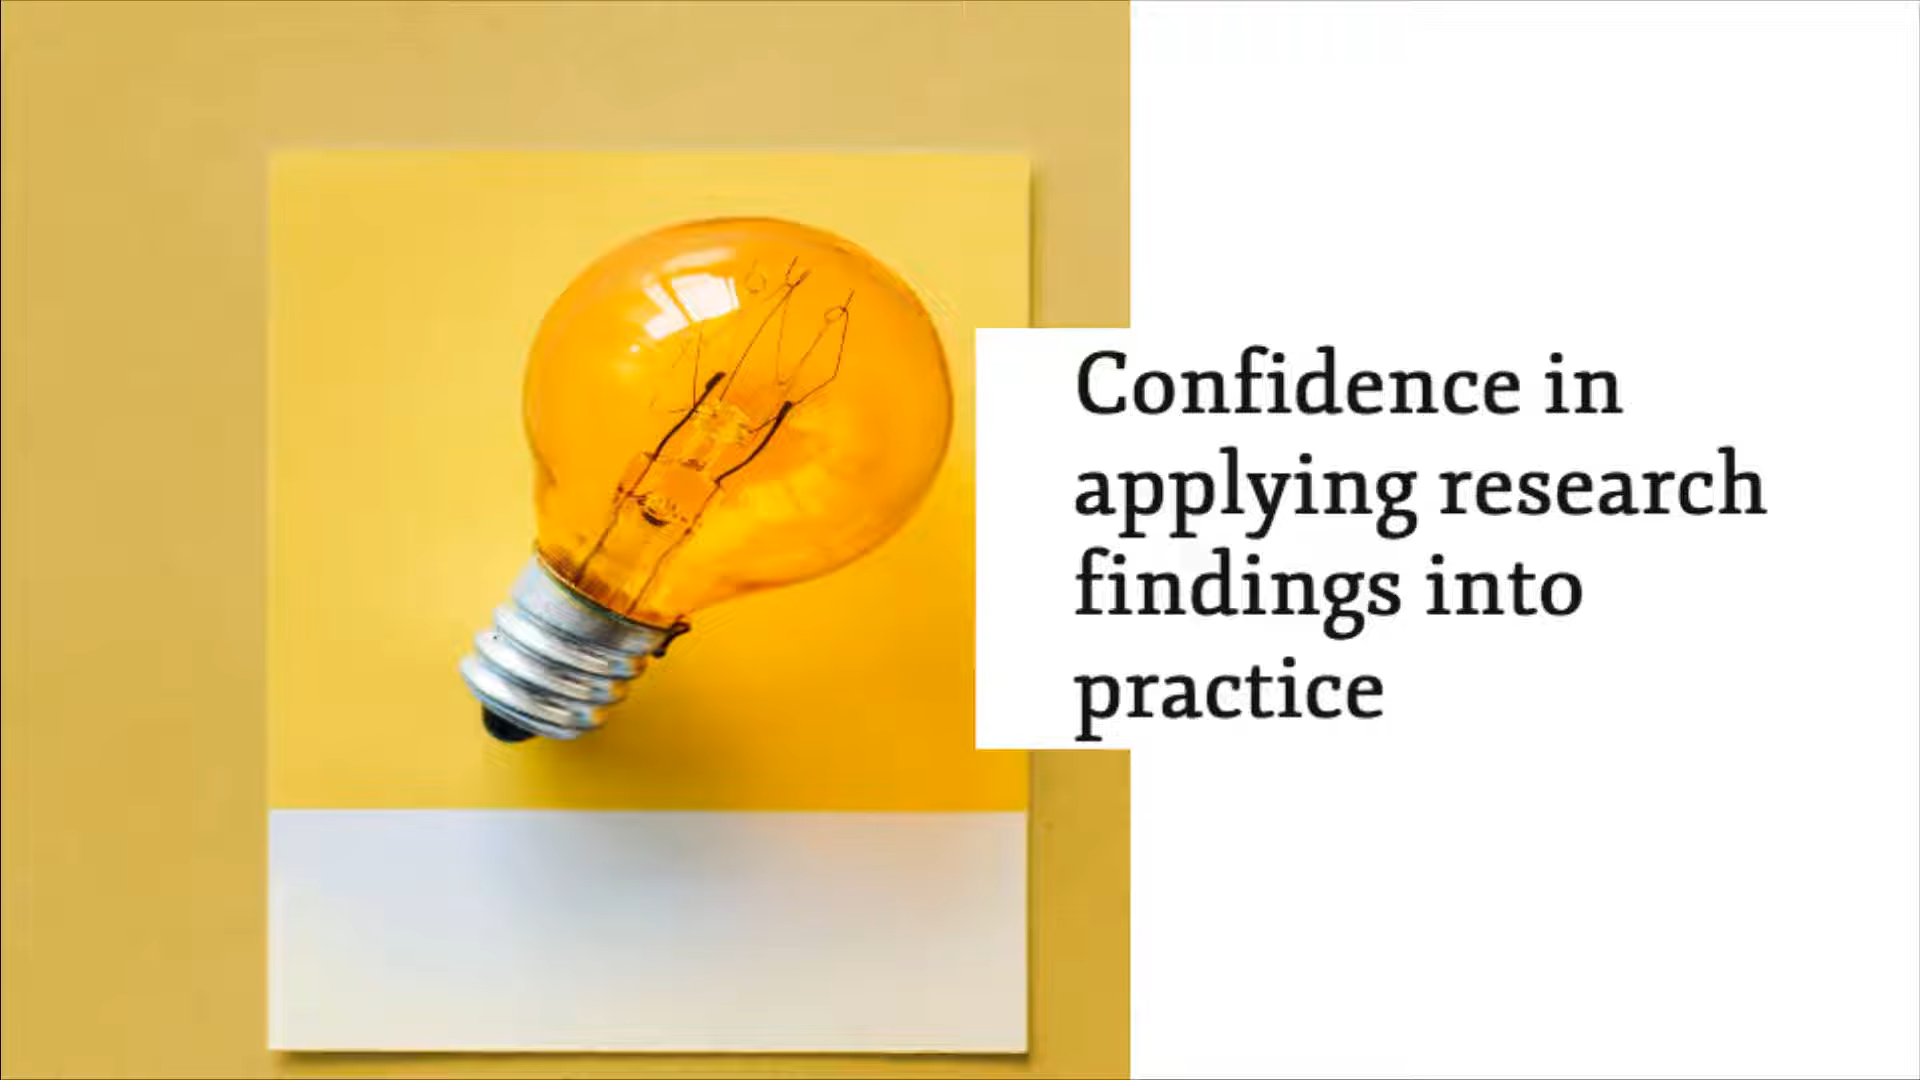 Confidence in
applying research
findings into
practice